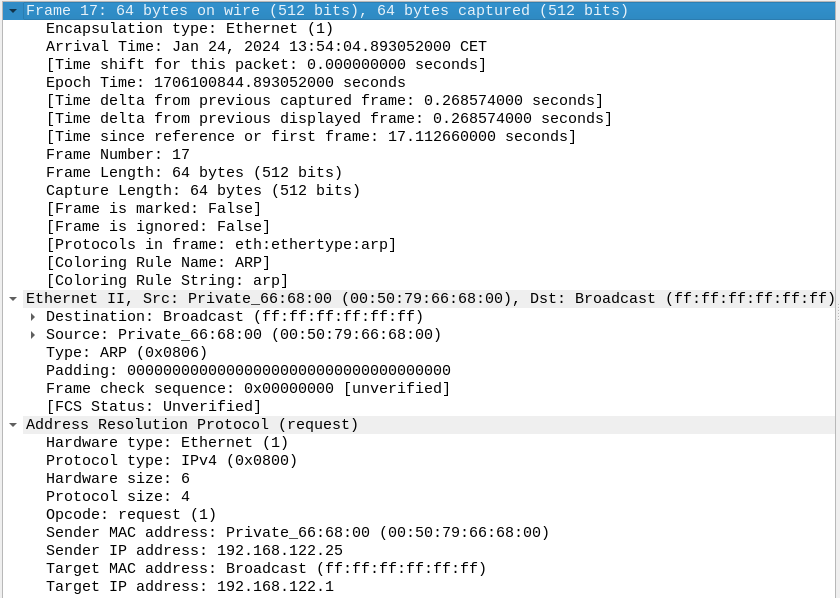 Frame 17: 64 bytes on wire (512 bits), 64 bytes captured (512 bits)
Encapsulation type: Ethernet (1)
Arrival Time: Jan 24, 2024 13:54:04.893052000 CET
[Time shift for this packet: 0.000000000 seconds]
Epoch Time: 1706100844.893052000 seconds
[Time delta from previous captured frame: 0.268574000 seconds]
[Time delta from previous displayed frame: 0.268574000 seconds]
[Time since reference or first frame: 17.112660000 seconds]
Frame Number: 17
Frame Length: 64 bytes (512 bits)
Capture Length: 64 bytes (512 bits)
[Frame is marked: False]
[Frame is ignored: False]
[Protocols in frame: eth:ethertype:arp]
[Coloring Rule Name: ARP]
[Coloring Rule String: arp]
Ethernet II, Src: Private_66:68:00 (00:50:79:66:68:00), Dst: Broadcast (ff:ff:ff:ff:ff:ff)
Destination: Broadcast (ff:ff:ff:ff:ff:ff)
Source: Private_66:68:00 (00:50:79:66:68:00)
Type: ARP (0x0806)
Padding: 000000000000000000000000000000000000
Frame check sequence: 0x00000000 [unverified]
[FCS Status: Unverified]
Address Resolution Protocol (request)
Hardware type: Ethernet (1)
Protocol type: IPv4 (0x0800)
Hardware size: 6
Protocol size: 4
Opcode: request (1)
Sender MAC address: Private_66:68:00 (00:50:79:66:68:00)
Sender IP address: 192.168.122.25
Target MAC address: Broadcast (ff:ff:ff:ff:ff:ff)
Target IP address: 192.168.122.1